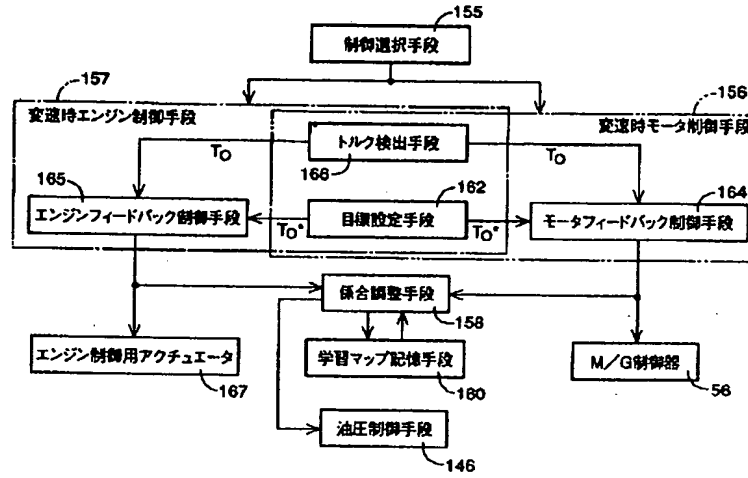 155
制御選択手段
157
156
変速時エンジン制御手段
変速時モータ制御手段
トルク検出手段
168
TO
TO
165
162
164
エンジンフィードバック制御手段
目標設定手段
モータフィードバック制御手段
TO*
TO*
係合調整手段
158
エンジン制御用アクチュエータ
167
学習マップ記憶手段
160
M/G制御器
56
油圧制御手段
146